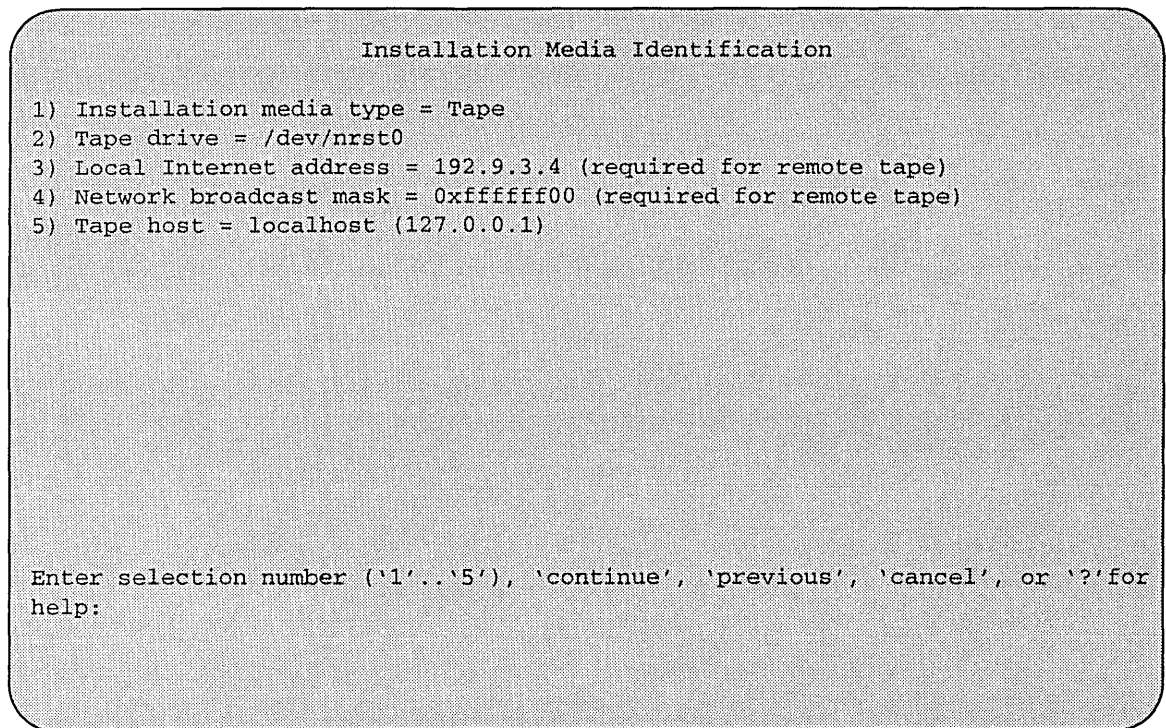 Installation Media Identification
1) Installation media type = Tape
2) Tape drive = /dev/nrst0
3) Local Internet address = 192.9.3.4 (required for remote tape)
4) Network broadcast mask = 0xffffff00 (required for remote tape)
5) Tape host = localhost (127.0.0.1)
Enter selection number (‘1’..‘5’), ‘continue’, ‘previous’, ‘cancel’, or ‘?’for
help: